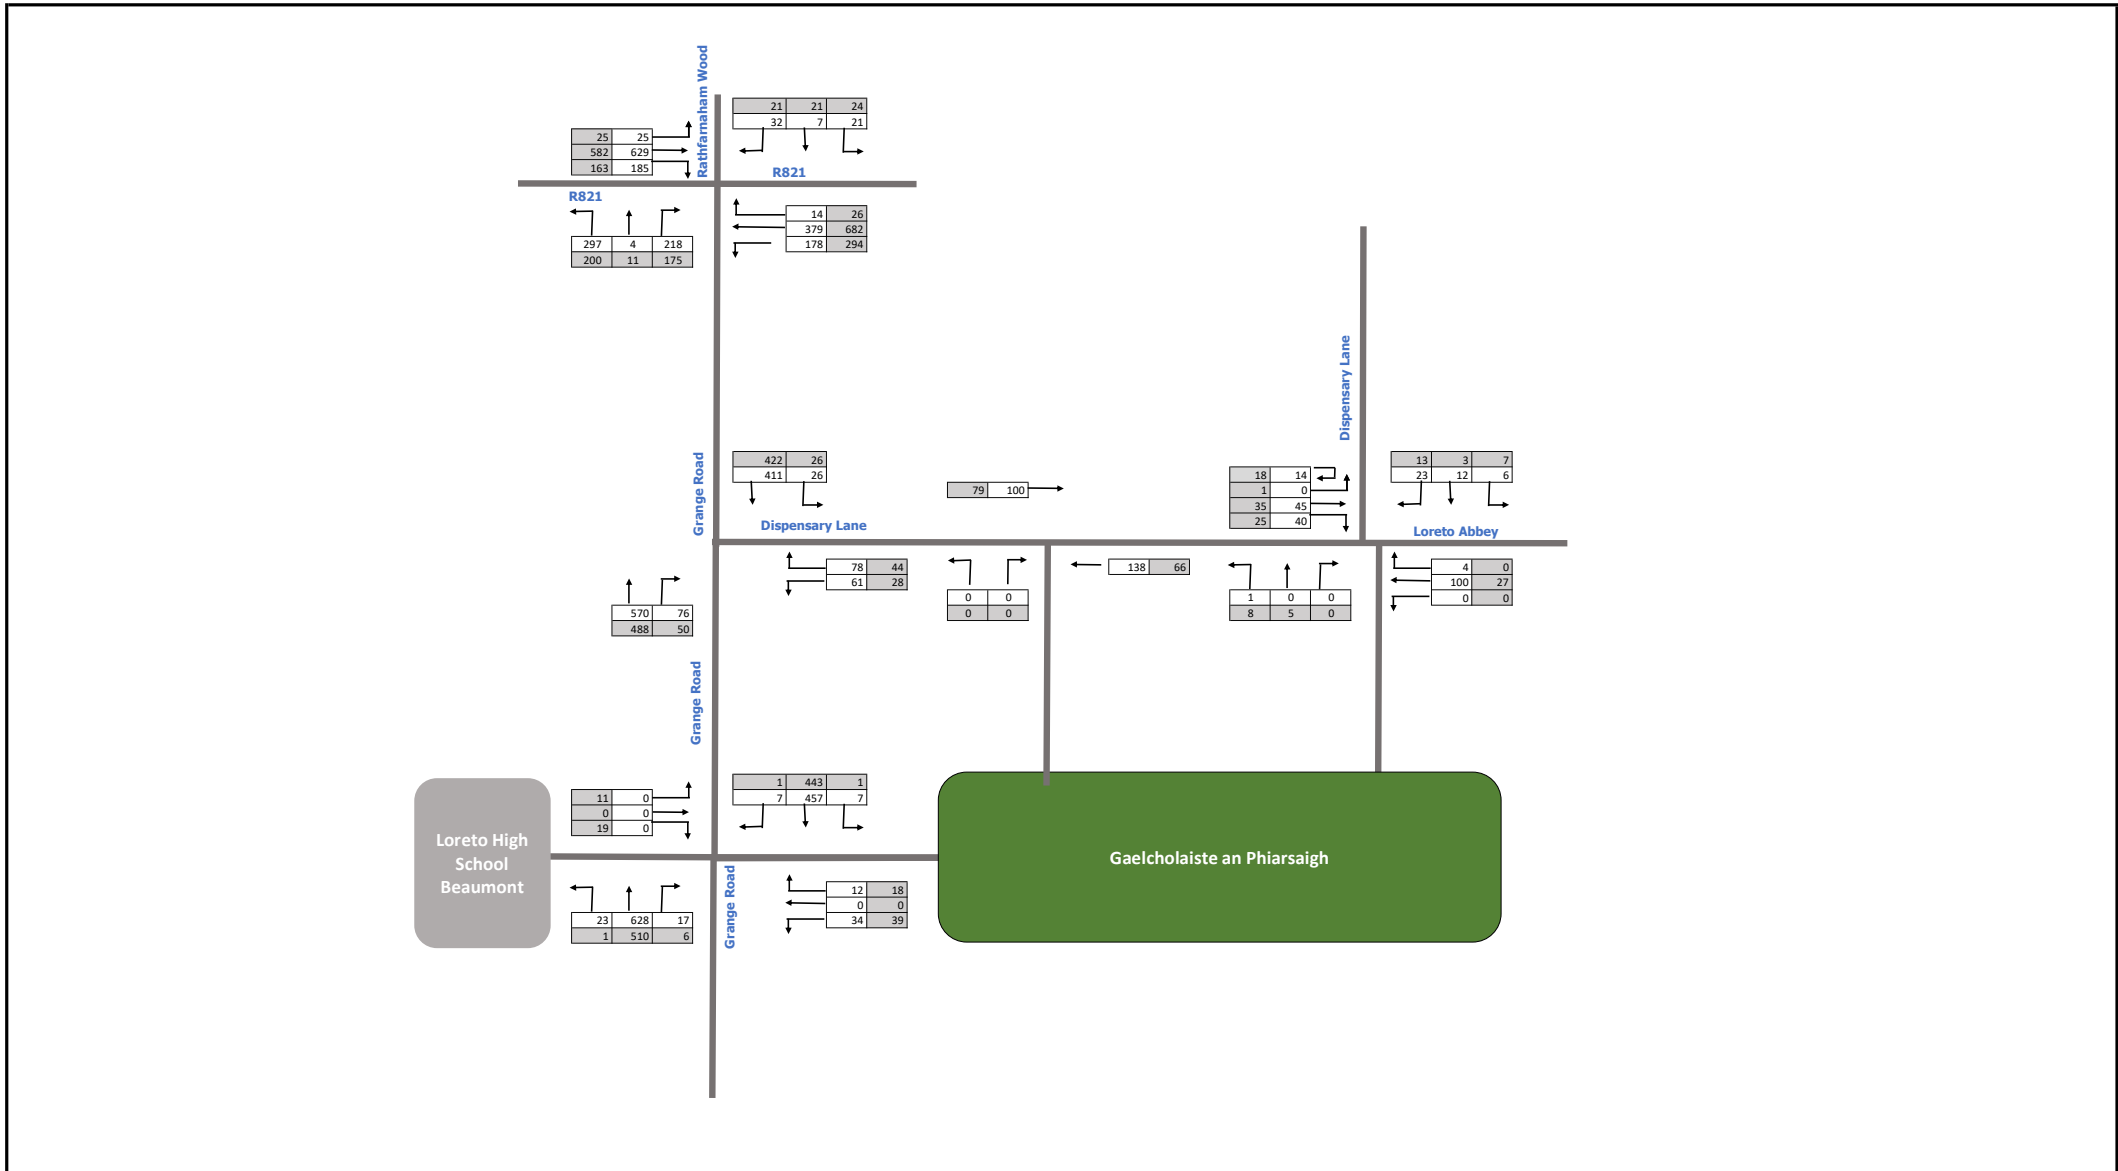 Rathfarnaham Wood
21 21 24
32 7 21
25 25
582 629
163 185
R821
R821
14 26
379 682
178 294
297 4 218
200 11 175
Dispensary Lane
Grange Road
422 26
411 26
79 100
18 14
1 0
35 45
25 40
13 3 7
23 12 6
Dispensary Lane
Loreto Abbey
78 44
61 28
0 0
0 0
138 66
1 0 0
8 5 0
4 0
100 27
0 0
570 76
488 50
Grange Road
1 443 1
7 457 7
11 0
0 0
19 0
Loreto High
School
Beaumont
Gaelcholaiste an Phiarsaigh
Grange Road
12 18
0 0
34 39
23 628 17
1 510 6